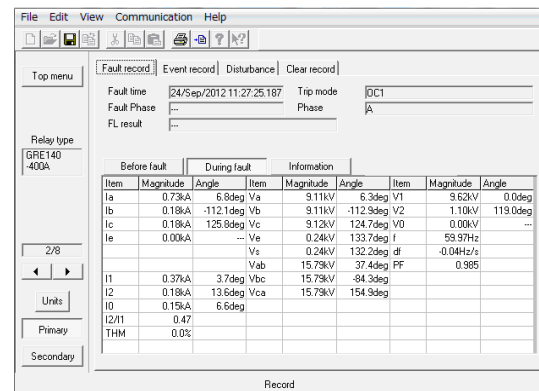 File Edit View Communication Help
Top menu
Relay type
GRE140
-400A
2/8
Units
Primary
Secondary
Fault record Event record Disturbance Clear record
Fault time 24/Sep/2012 11:27:25.187 Trip mode OC1
Fault Phase --- Phase A
FL result ---
Before fault During fault Information
Item Magnitude Angle Item Magnitude Angle Item Magnitude Angle
Ia 0.73kA 6.8deg Va 9.11kV 6.3deg V1 9.62kV 0.0deg
Ib 0.18kA -112.1deg Vb 9.11kV -112.9deg V2 1.10kV 119.0deg
Ic 0.18kA 125.8deg Vc 9.12kV 124.7deg V0 0.00kV ---
Ie 0.00kA --- Ve 0.24kV 133.7deg f 59.97Hz
Vs 0.24kV 132.2deg df -0.04Hz/s
Vab 15.79kV 37.4deg PF 0.985
I1 0.37kA 3.7deg Vbc 15.79kV -84.3deg
I2 0.18kA 13.6deg Vca 15.79kV 154.9deg
I0 0.15kA 6.6deg
I2/I1 0.47
THM 0.0%
Record